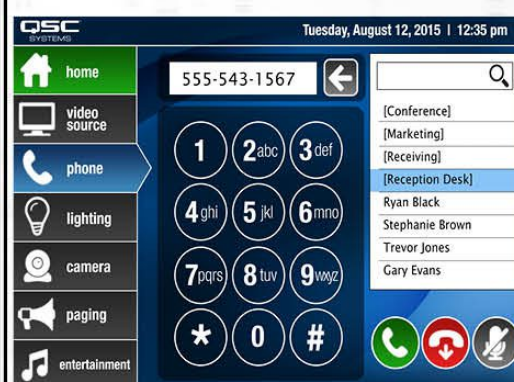 QSC
SYSTEMS
Tuesday, August 12, 2015 | 12:35 pm
home
video
source
phone
lighting
camera
paging
entertainment
555-543-1567
1 2abc 3def
4ghi 5jkl 6mno
7pqrs 8tuv 9wxyz
* 0 #
[Conference]
[Marketing]
[Receiving]
[Reception Desk]
Ryan Black
Stephanie Brown
Trevor Jones
Gary Evans